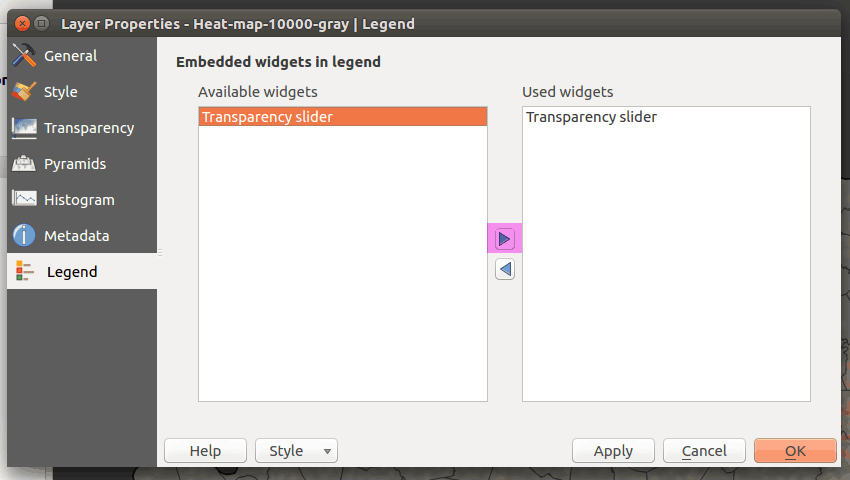 Layer Properties - Heat-map-10000-gray | Legend
General
Style
Transparency
Pyramids
Histogram
Metadata
Legend
Embedded widgets in legend
Available widgets
Transparency slider
Used widgets
Transparency slider
Help
Style
Apply
Cancel
OK